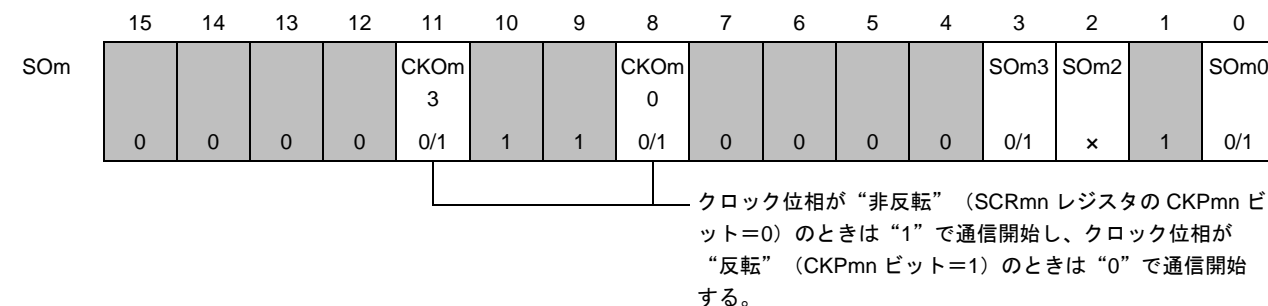 15 14 13 12 11 10 9 8 7 6 5 4 3 2 1 0
SOm CKOm CKOm SOm3 SOm2 SOm0
3 0
0 0 0 0 0/1 1 1 0/1 0 0 0 0 0/1 × 1 0/1
クロック位相が“非反転” (SCRmn レジスタの CKPmn ビ
ット=0)のときは“1”で通信開始し、クロック位相が
“反転” (CKPmn ビット=1)のときは“0”で通信開始
する。